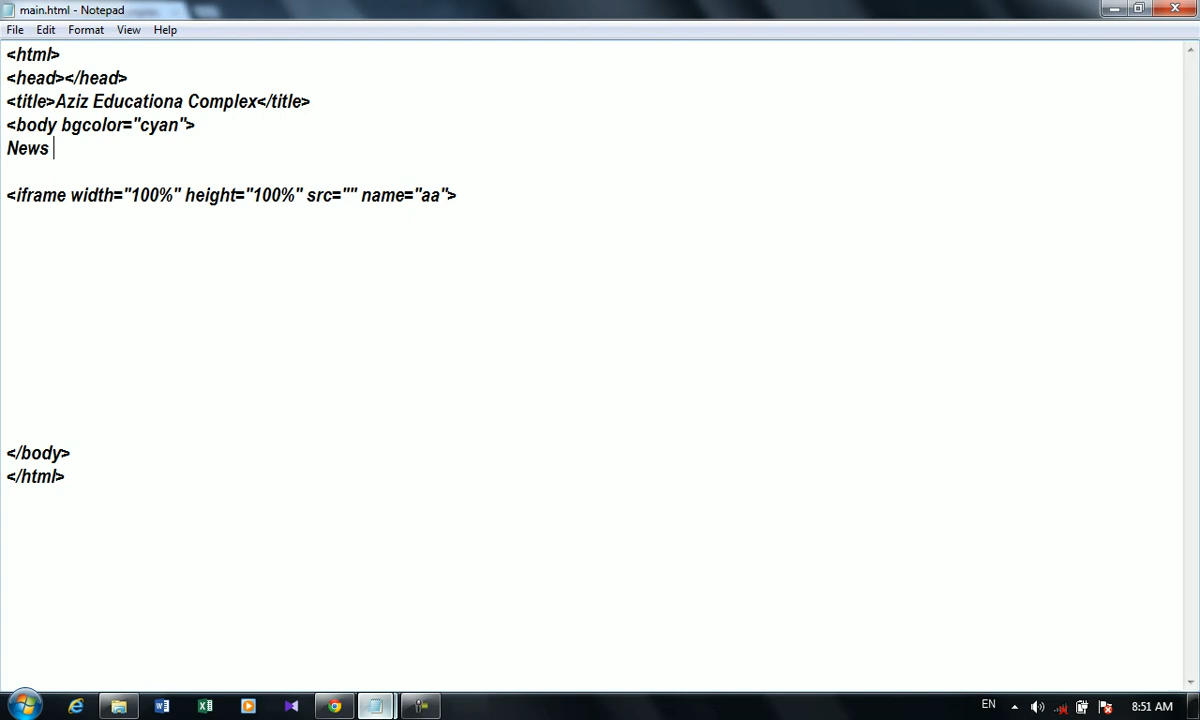 main.html - Notepad
File Edit Format View Help
<html>
<head></head>
<title>Aziz Educationa Complex</title>
<body bgcolor="cyan">
News
<iframe width="100%" height="100%" src="" name="aa">
</body>
</html>
EN 8:51 AM